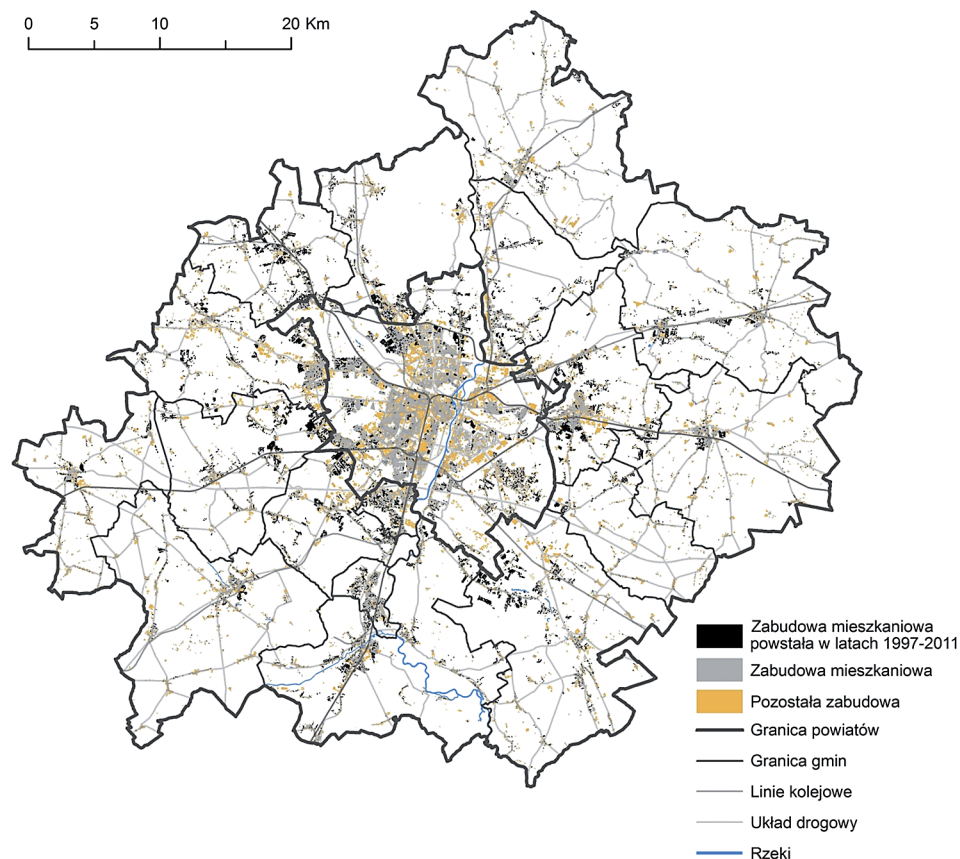 0 5 10 20 Km
Zabudowa mieszkaniowa
powstała w latach 1997-2011
Zabudowa mieszkaniowa
Pozostała zabudowa
Granica powiatów
Granica gmin
Linie kolejowe
Układ drogowy
Rzeki